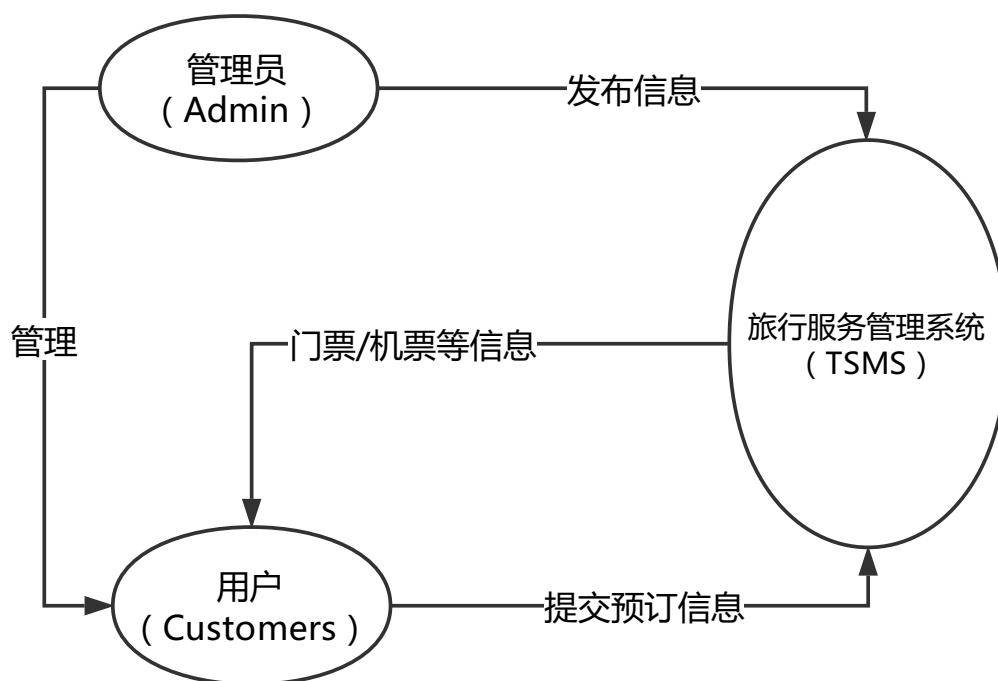 管理员
（Admin）
发布信息
管理
门票/机票等信息
旅行服务管理系统
（TSMS）
用户
（Customers）
提交预订信息